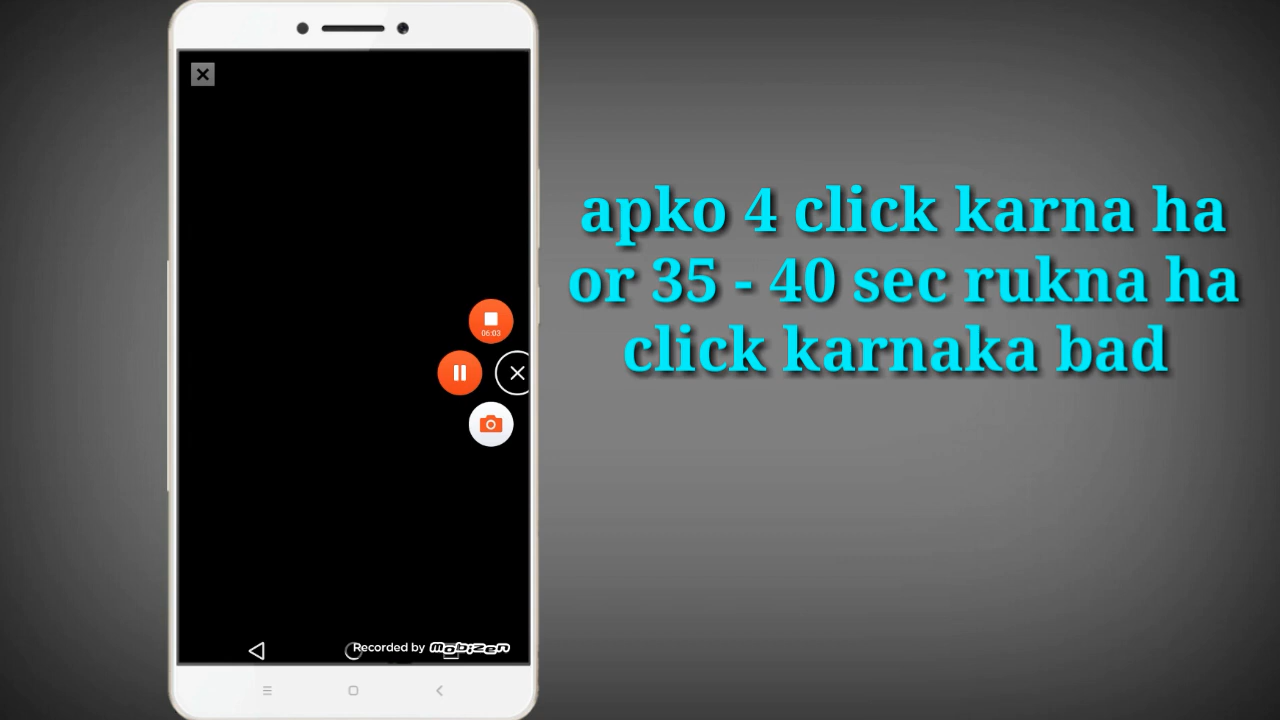 apko 4 click karna ha
or 35 - 40 sec rukna ha
click karnaka bad
06:03
Recorded by mobizen